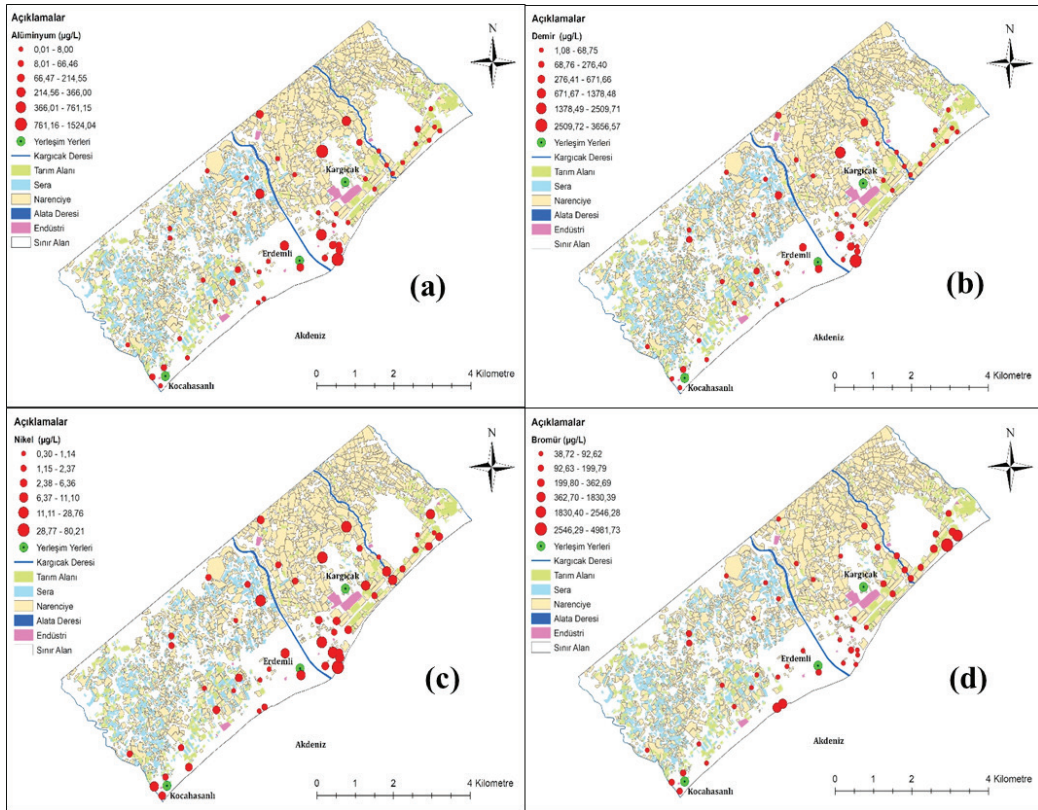 Açıklamalar
Alüminyum (µg/L)
0,01 - 8,00
8,01 - 66,46
66,47 - 214,55
214,56 - 366,00
366,01 - 761,15
761,16 - 1524,04
Yerleşim Yerleri
Kargıcak Deresi
Tarım Alanı
Sera
Narenciye
Alata Deresi
Endüstri
Sınır Alan
N
Kargıcak
Erdemli
(a)
Akdeniz
Kocahasanlı
0 1 2 4 Kilometre
Açıklamalar
Demir (µg/L)
1,08 - 68,75
68,76 - 276,40
276,41 - 671,66
671,67 - 1378,48
1378,49 - 2509,71
2509,72 - 3656,57
Yerleşim Yerleri
Kargıcak Deresi
Tarım Alanı
Sera
Narenciye
Alata Deresi
Endüstri
Sınır Alan
N
Kargıcak
Erdemli
(b)
Akdeniz
Kocahasanlı
0 1 2 4 Kilometre
Açıklamalar
Nikel (µg/L)
0,30 - 1,14
1,15 - 2,37
2,38 - 6,36
6,37 - 11,10
11,11 - 28,76
28,77 - 80,21
Yerleşim Yerleri
Kargıcak Deresi
Tarım Alanı
Sera
Narenciye
Alata Deresi
Endüstri
Sınır Alan
N
Kargıcak
Erdemli
(c)
Akdeniz
Kocahasanlı
0 1 2 4 Kilometre
Açıklamalar
Bromür (µg/L)
38,72 - 92,62
92,63 - 199,79
199,80 - 362,69
362,70 - 1830,39
1830,40 - 2546,28
2546,29 - 4981,73
Yerleşim Yerleri
Kargıcak Deresi
Tarım Alanı
Sera
Narenciye
Alata Deresi
Endüstri
Sınır Alan
N
Kargıcak
Erdemli
(d)
Akdeniz
Kocahasanlı
0 1 2 4 Kilometre